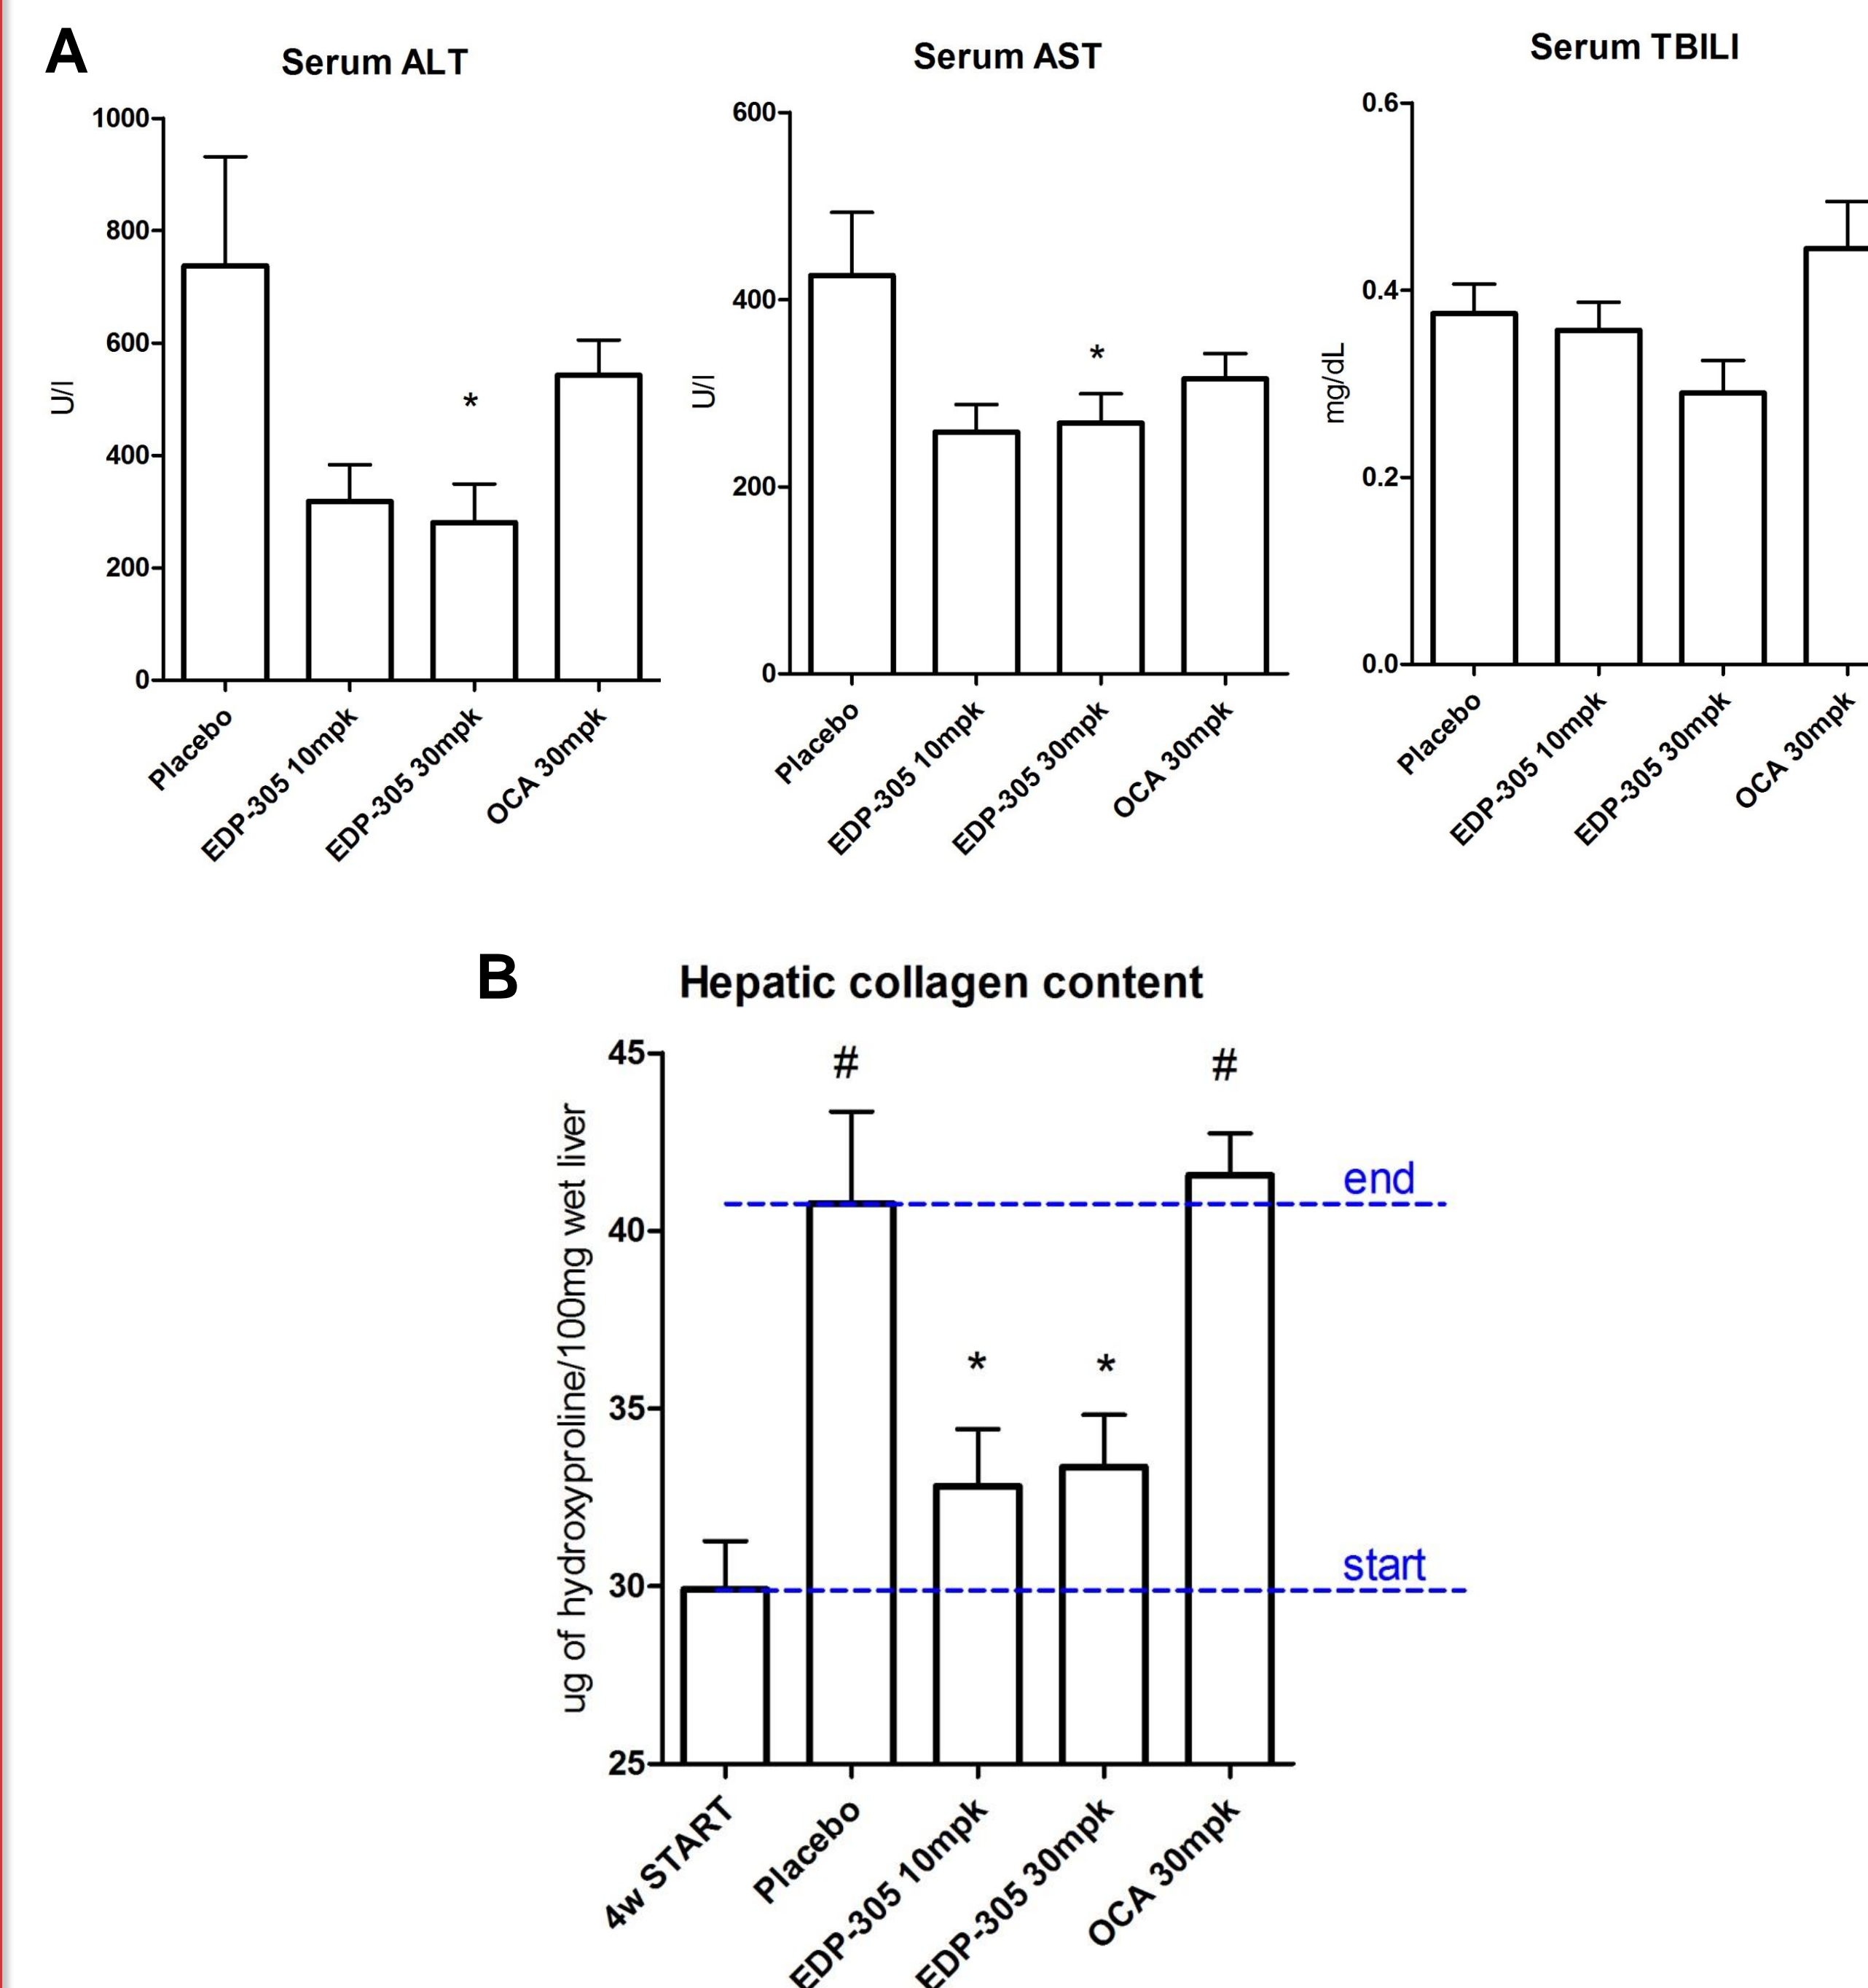 A
Serum ALT
1000
800
600
400
200
0
U/l
*
Placebo
EDP-305 10mpk
EDP-305 30mpk
OCA 30mpk
Serum AST
600
400
200
0
U/l
*
Placebo
EDP-305 10mpk
EDP-305 30mpk
OCA 30mpk
Serum TBILI
0.6
0.4
0.2
0.0
mg/dL
Placebo
EDP-305 10mpk
EDP-305 30mpk
OCA 30mpk
B
Hepatic collagen content
45
40
35
30
25
ug of hydroxyproline/100mg wet liver
#
*
*
#
end
start
4w START
Placebo
EDP-305 10mpk
EDP-305 30mpk
OCA 30mpk